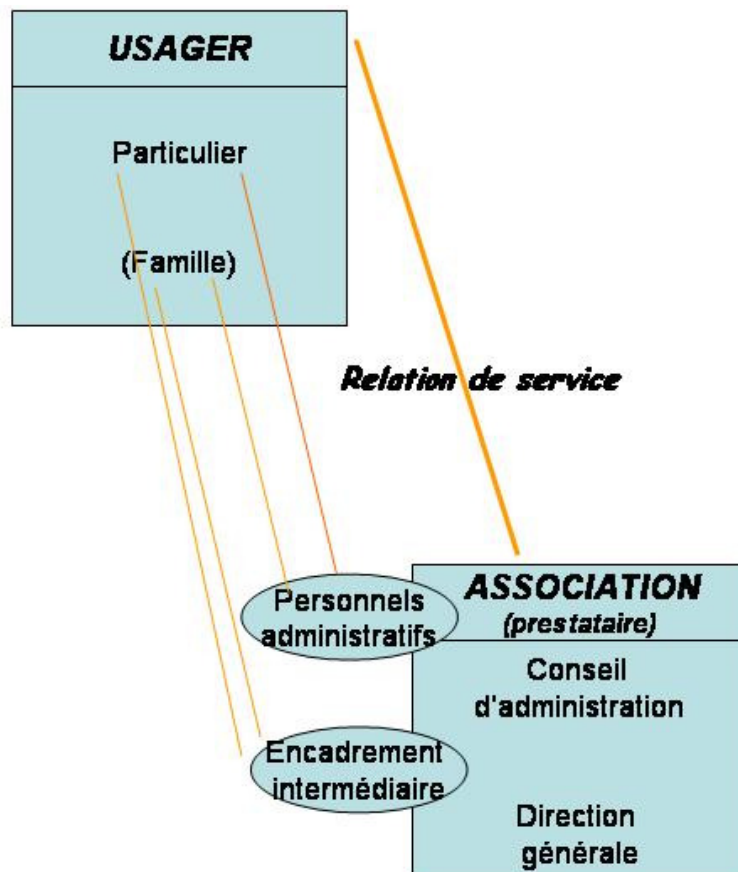 USAGER
Particulier
(Famille)
Relation de service
Personnels
administratifs
ASSOCIATION
(prestataire)
Conseil
d'administration
Encadrement
intermédiaire
Direction
générale